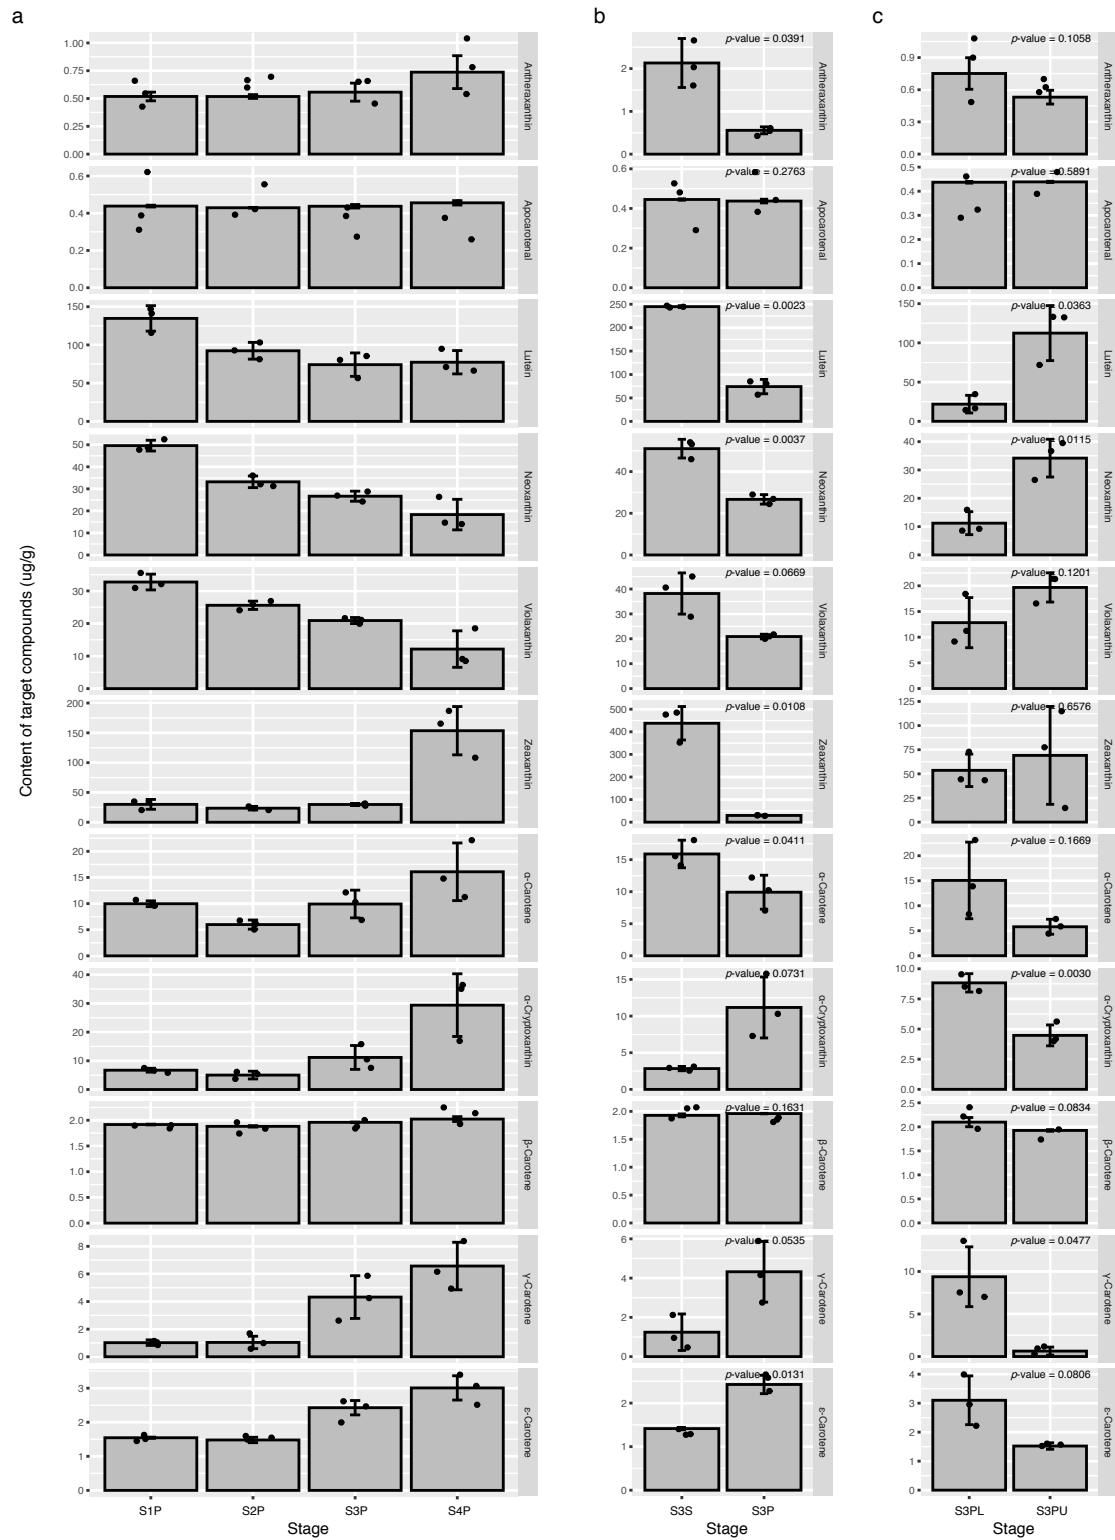 a
b
c
Content of target compounds (ug/g)
1.00
0.75
0.50
0.25
0.00
Antheraxanthin
0.6
0.4
0.2
0.0
Apocarotenal
150
100
50
0
Lutein
50
40
30
20
10
0
Neoxanthin
30
20
10
0
Violaxanthin
200
150
100
50
0
Zeaxanthin
20
15
10
5
0
α-Carotene
40
30
20
10
0
α-Cryptoxanthin
2.0
1.5
1.0
0.5
0.0
β-Carotene
8
6
4
2
0
γ-Carotene
3
2
1
0
ε-Carotene
S1P
S2P
S3P
S4P
Stage
p-value = 0.0391
2
1
0
Antheraxanthin
p-value = 0.2763
0.6
0.4
0.2
0.0
Apocarotenal
p-value = 0.0023
250
200
150
100
50
0
Lutein
p-value = 0.0037
40
20
0
Neoxanthin
p-value = 0.0669
40
30
20
10
0
Violaxanthin
p-value = 0.0108
500
400
300
200
100
0
Zeaxanthin
p-value = 0.0411
15
10
5
0
α-Carotene
p-value = 0.0731
15
10
5
0
α-Cryptoxanthin
p-value = 0.1631
2.0
1.5
1.0
0.5
0.0
β-Carotene
p-value = 0.0535
6
4
2
0
γ-Carotene
p-value = 0.0131
2
1
0
ε-Carotene
S3S
S3P
Stage
p-value = 0.1058
0.9
0.6
0.3
0.0
Antheraxanthin
p-value = 0.5891
0.5
0.4
0.3
0.2
0.1
0.0
Apocarotenal
p-value = 0.0363
150
100
50
0
Lutein
p-value = 0.0115
40
30
20
10
0
Neoxanthin
p-value = 0.1201
20
15
10
5
0
Violaxanthin
p-value = 0.6576
125
100
75
50
25
0
Zeaxanthin
p-value = 0.1669
20
15
10
5
0
α-Carotene
p-value = 0.0030
10.0
7.5
5.0
2.5
0.0
α-Cryptoxanthin
p-value = 0.0834
2.5
2.0
1.5
1.0
0.5
0.0
β-Carotene
p-value = 0.0477
10
5
0
γ-Carotene
p-value = 0.0806
4
3
2
1
0
ε-Carotene
S3PL
S3PU
Stage